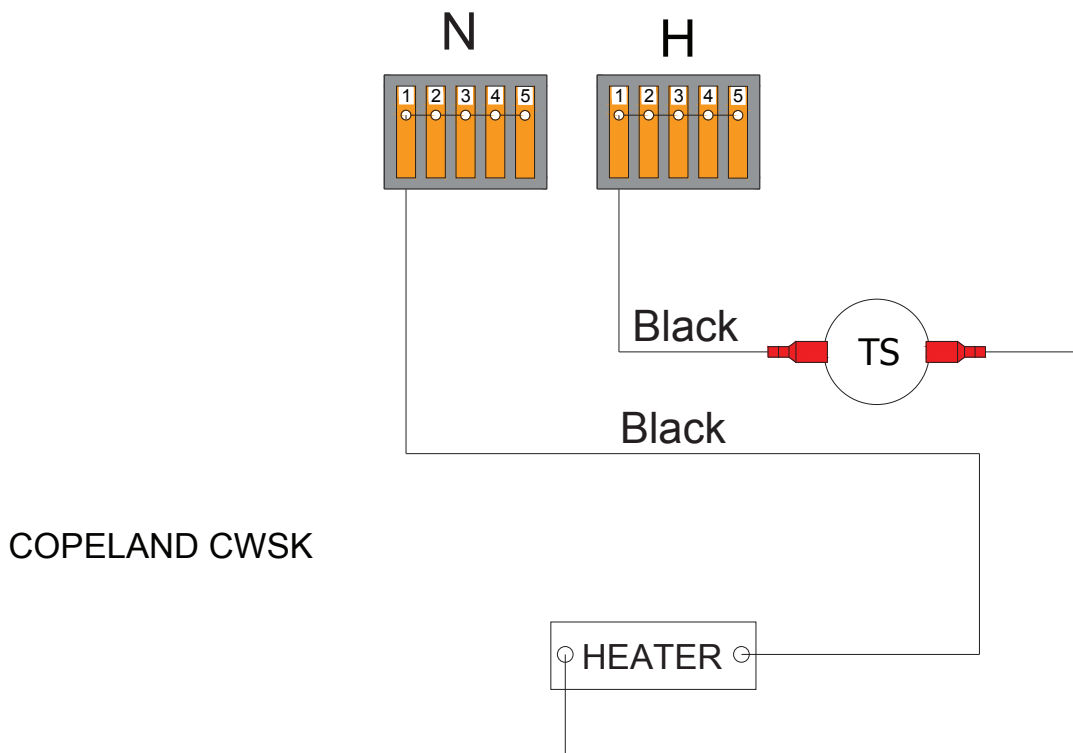 N H
1 2 3 4 5 1 2 3 4 5
Black
TS
Black
COPELAND CWSK
HEATER